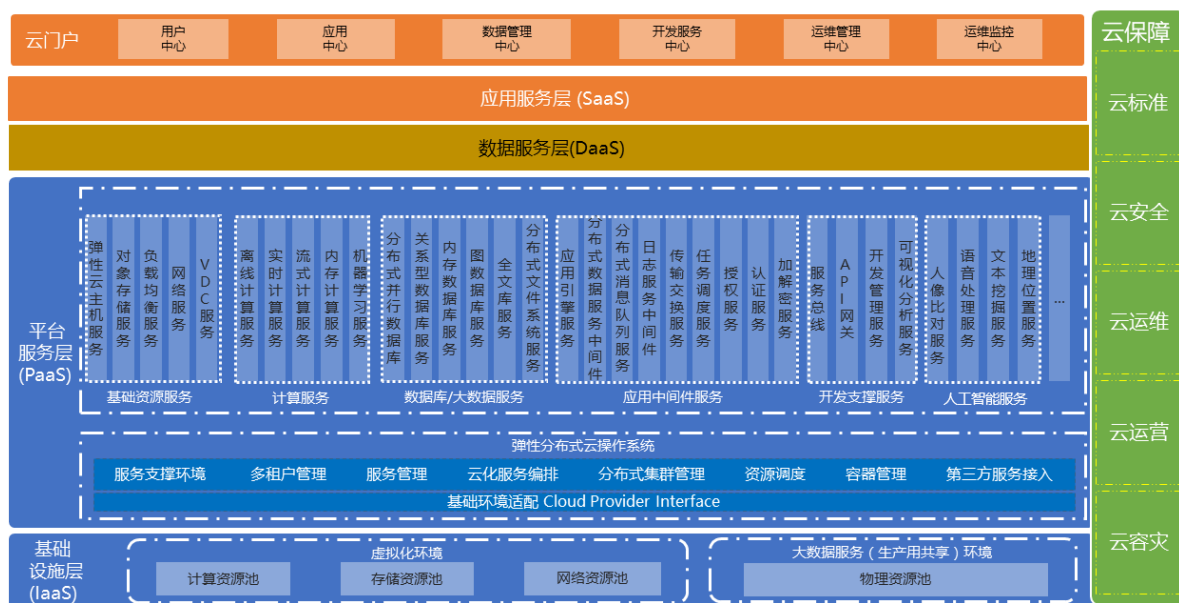 云门户
用户
中心
应用
中心
数据管理
中心
开发服务
中心
运维管理
中心
运维监控
中心
应用服务层 (SaaS)
数据服务层(DaaS)
平台
服务层
(PaaS)
弹性云主机服务
对象存储服务
负载均衡服务
网络服务
VDC服务
基础资源服务
离线计算服务
实时计算服务
流式计算服务
内存计算服务
机器学习服务
计算服务
分布式并行数据库
关系型数据库服务
内存数据库服务
图数据库服务
全文库服务
分布式文件系统服务
数据库/大数据服务
应用引擎服务
分布式数据服务中间件
分布式消息队列服务
日志服务中间件
传输交换服务
任务调度服务
授权服务
认证服务
加解密服务
应用中间件服务
服务总线
API网关
开发管理服务
可视化分析服务
开发支撑服务
人像比对服务
语音处理服务
文本挖掘服务
地理位置服务
人工智能服务
...
弹性分布式云操作系统
服务支撑环境
多租户管理
服务管理
云化服务编排
分布式集群管理
资源调度
容器管理
第三方服务接入
基础环境适配 Cloud Provider Interface
基础
设施层
(IaaS)
虚拟化环境
计算资源池
存储资源池
网络资源池
大数据服务（生产用共享）环境
物理资源池
云保障
云标准
云安全
云运维
云运营
云容灾